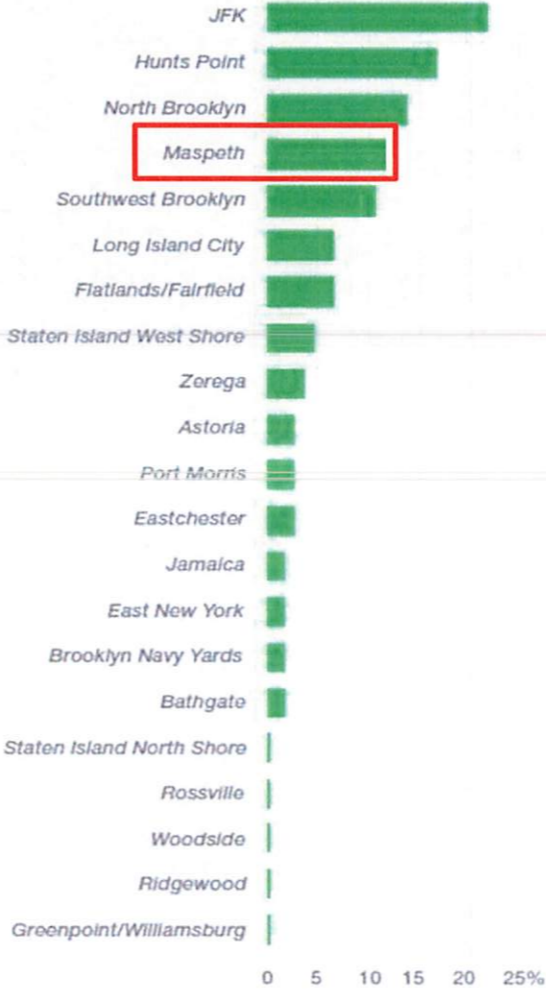 JFK
Hunts Point
North Brooklyn
Maspeth
Southwest Brooklyn
Long Island City
Flatlands/Fairfield
Staten Island West Shore
Zerega
Astoria
Port Morris
Eastchester
Jamaica
East New York
Brooklyn Navy Yards
Bathgate
Staten Island North Shore
Rossville
Woodside
Ridgewood
Greenpoint/Williamsburg
0 5 10 15 20 25%